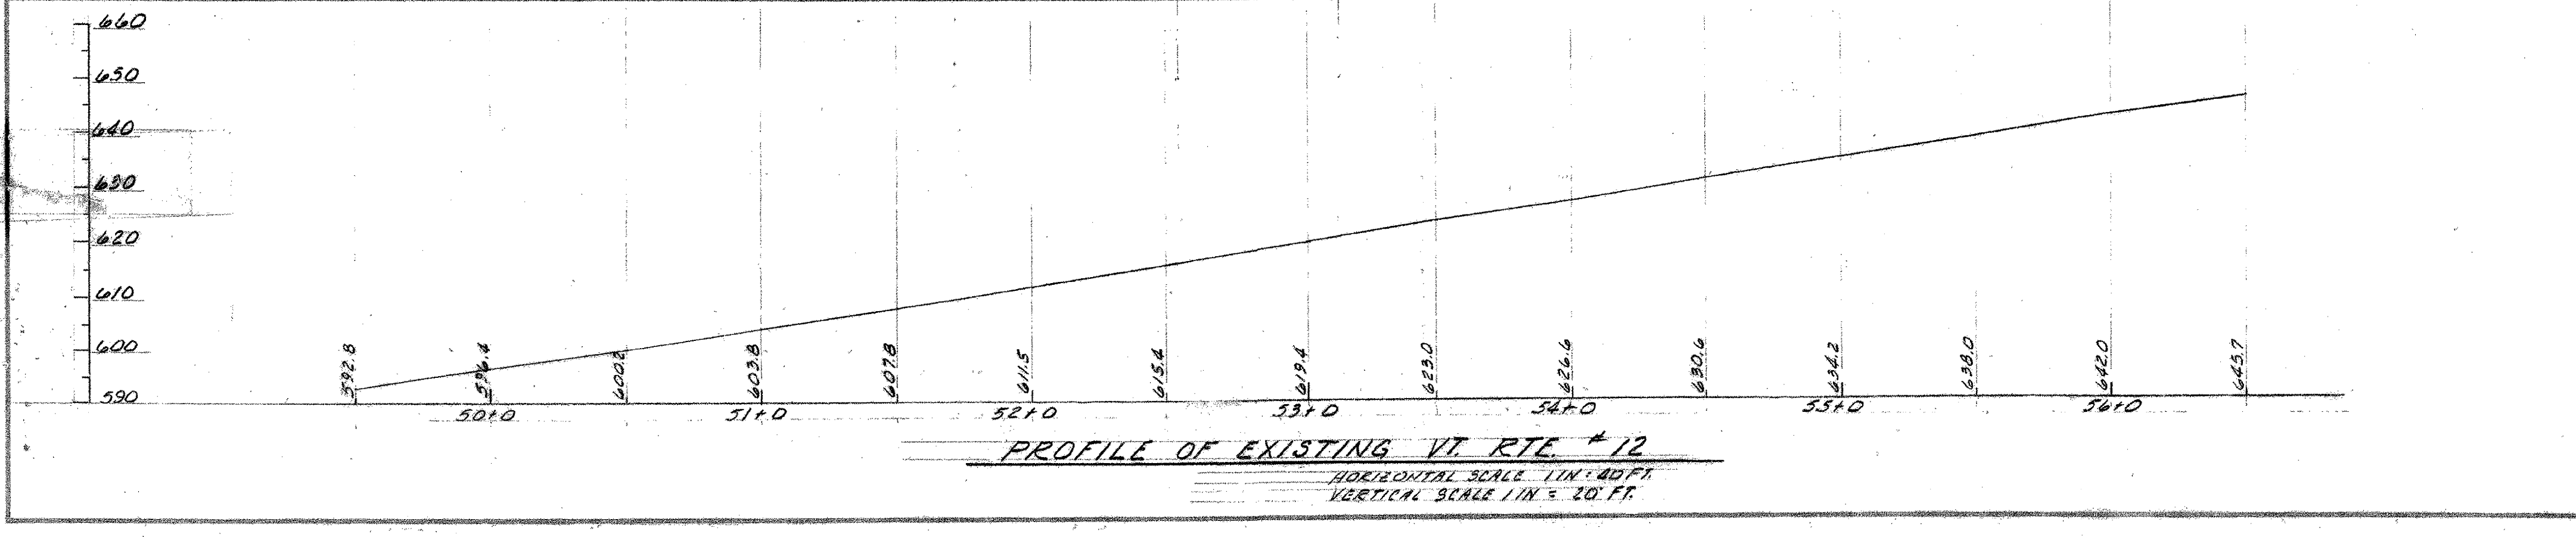 660
650
640
630
620
610
600
590
592.8 596.4 600.2 603.8 607.8 611.5 615.4 619.4 623.0 626.6 630.6 634.2 638.0 642.0 645.7
50+0 51+0 52+0 53+0 54+0 55+0 56+0
PROFILE OF EXISTING VT. RTE. # 12
HORIZONTAL SCALE 1 IN = 40 FT.
VERTICAL SCALE 1 IN = 20 FT.